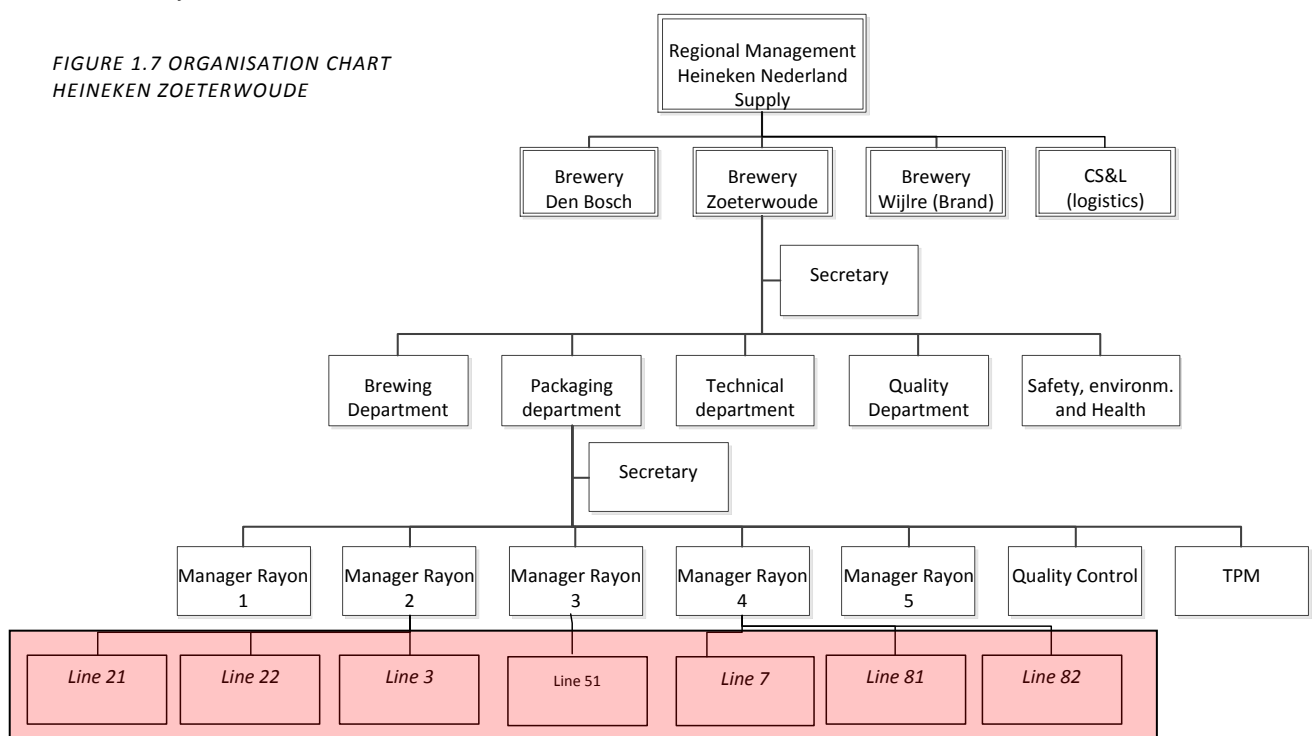 FIGURE 1.7 ORGANISATION CHART
HEINEKEN ZOETERWOUDE
Regional Management
Heineken Nederland
Supply
Brewery
Den Bosch
Brewery
Zoeterwoude
Brewery
Wijlre (Brand)
CS&L
(logistics)
Secretary
Brewing
Department
Packaging
department
Technical
department
Quality
Department
Safety, environm.
and Health
Secretary
Manager Rayon
1
Manager Rayon
2
Manager Rayon
3
Manager Rayon
4
Manager Rayon
5
Quality Control
TPM
Line 21
Line 22
Line 3
Line 51
Line 7
Line 81
Line 82